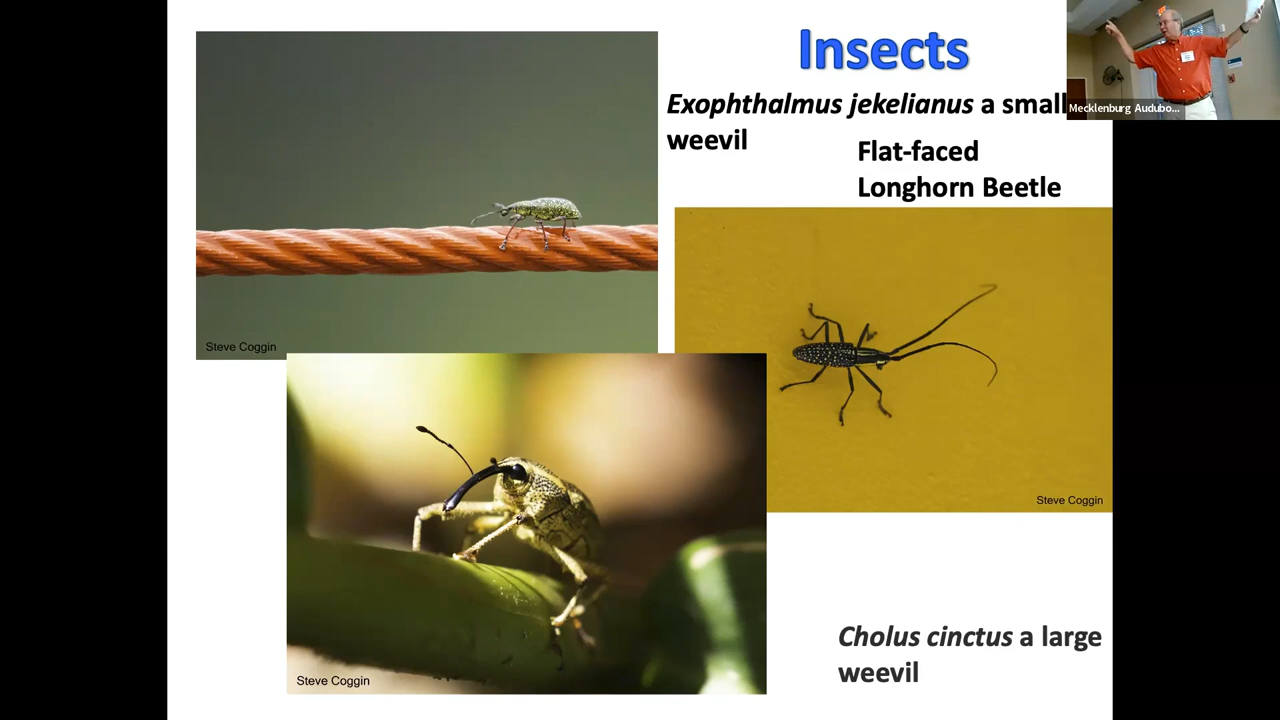 Insects
Exophthalmus jekelianus a small
weevil
Mecklenburg Audubo...
Flat-faced
Longhorn Beetle
Steve Coggin
Steve Coggin
Steve Coggin
Cholus cinctus a large
weevil